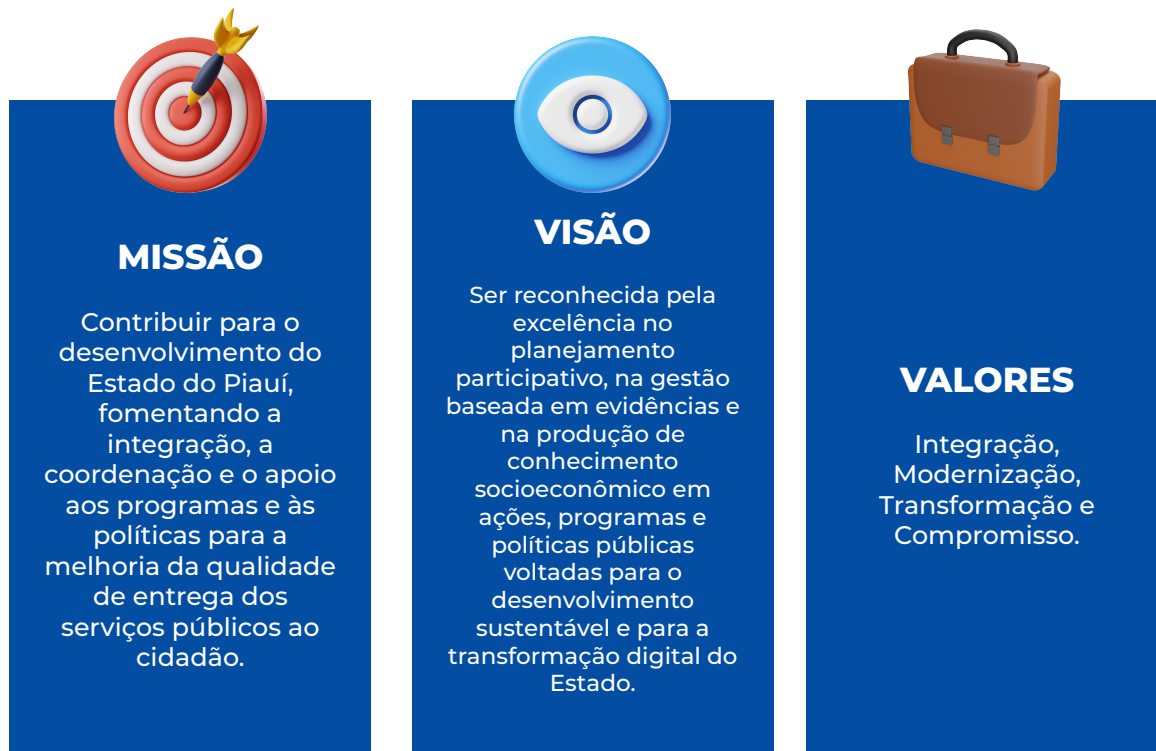 MISSÃO
Contribuir para o
desenvolvimento do
Estado do Piauí,
fomentando a
integração, a
coordenação e o apoio
aos programas e às
políticas para a
melhoria da qualidade
de entrega dos
serviços públicos ao
cidadão.
VISÃO
Ser reconhecida pela
excelência no
planejamento
participativo, na gestão
baseada em evidências e
na produção de
conhecimento
socioeconômico em
ações, programas e
políticas públicas
voltadas para o
desenvolvimento
sustentável e para a
transformação digital do
Estado.
VALORES
Integração,
Modernização,
Transformação e
Compromisso.